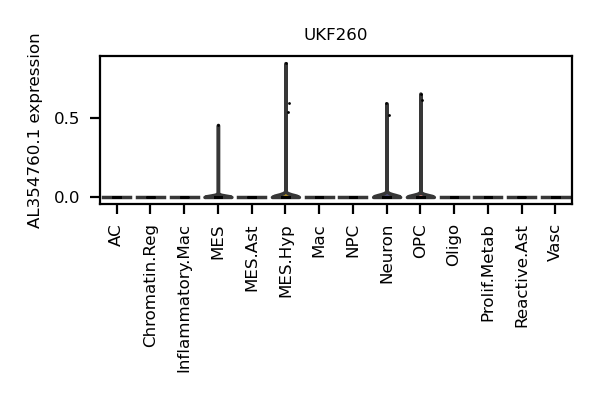 UKF260
AL354760.1 expression
0.5
0.0
AC
Chromatin.Reg
Inflammatory.Mac
MES
MES.Ast
MES.Hyp
Mac
NPC
Neuron
OPC
Oligo
Prolif.Metab
Reactive.Ast
Vasc